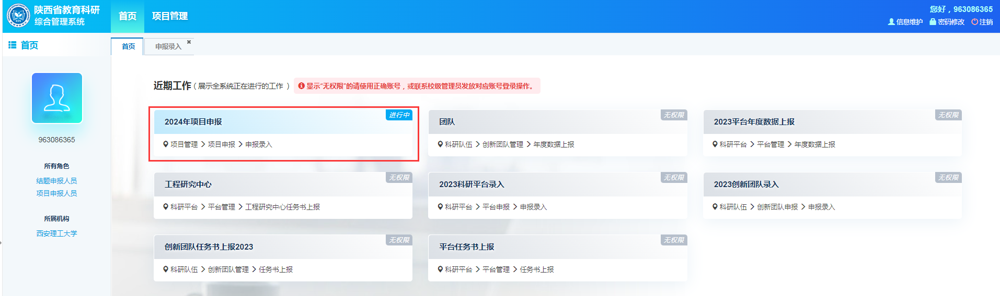 陕西省教育科研
综合管理系统
首页
项目管理
您好，963086365
信息维护 密码修改 注销
首页
首页
申报录入
963086365
所有角色
结题申报人员
项目申报人员
所属机构
西安理工大学
近期工作（展示全系统正在进行的工作 ）
显示“无权限”的请使用正确账号，或联系校级管理员发放对应账号登录操作。
2024年项目申报
进行中
项目管理 > 项目申报 > 申报录入
团队
无权限
科研队伍 > 创新团队管理 > 年度数据上报
2023平台年度数据上报
无权限
科研平台 > 平台管理 > 年度数据上报
工程研究中心
无权限
科研平台 > 平台管理 > 工程研究中心任务书上报
2023科研平台录入
无权限
科研平台 > 平台申报 > 申报录入
2023创新团队录入
无权限
科研队伍 > 创新团队申报 > 申报录入
创新团队任务书上报2023
无权限
科研队伍 > 创新团队管理 > 任务书上报
平台任务书上报
无权限
科研平台 > 平台管理 > 任务书上报